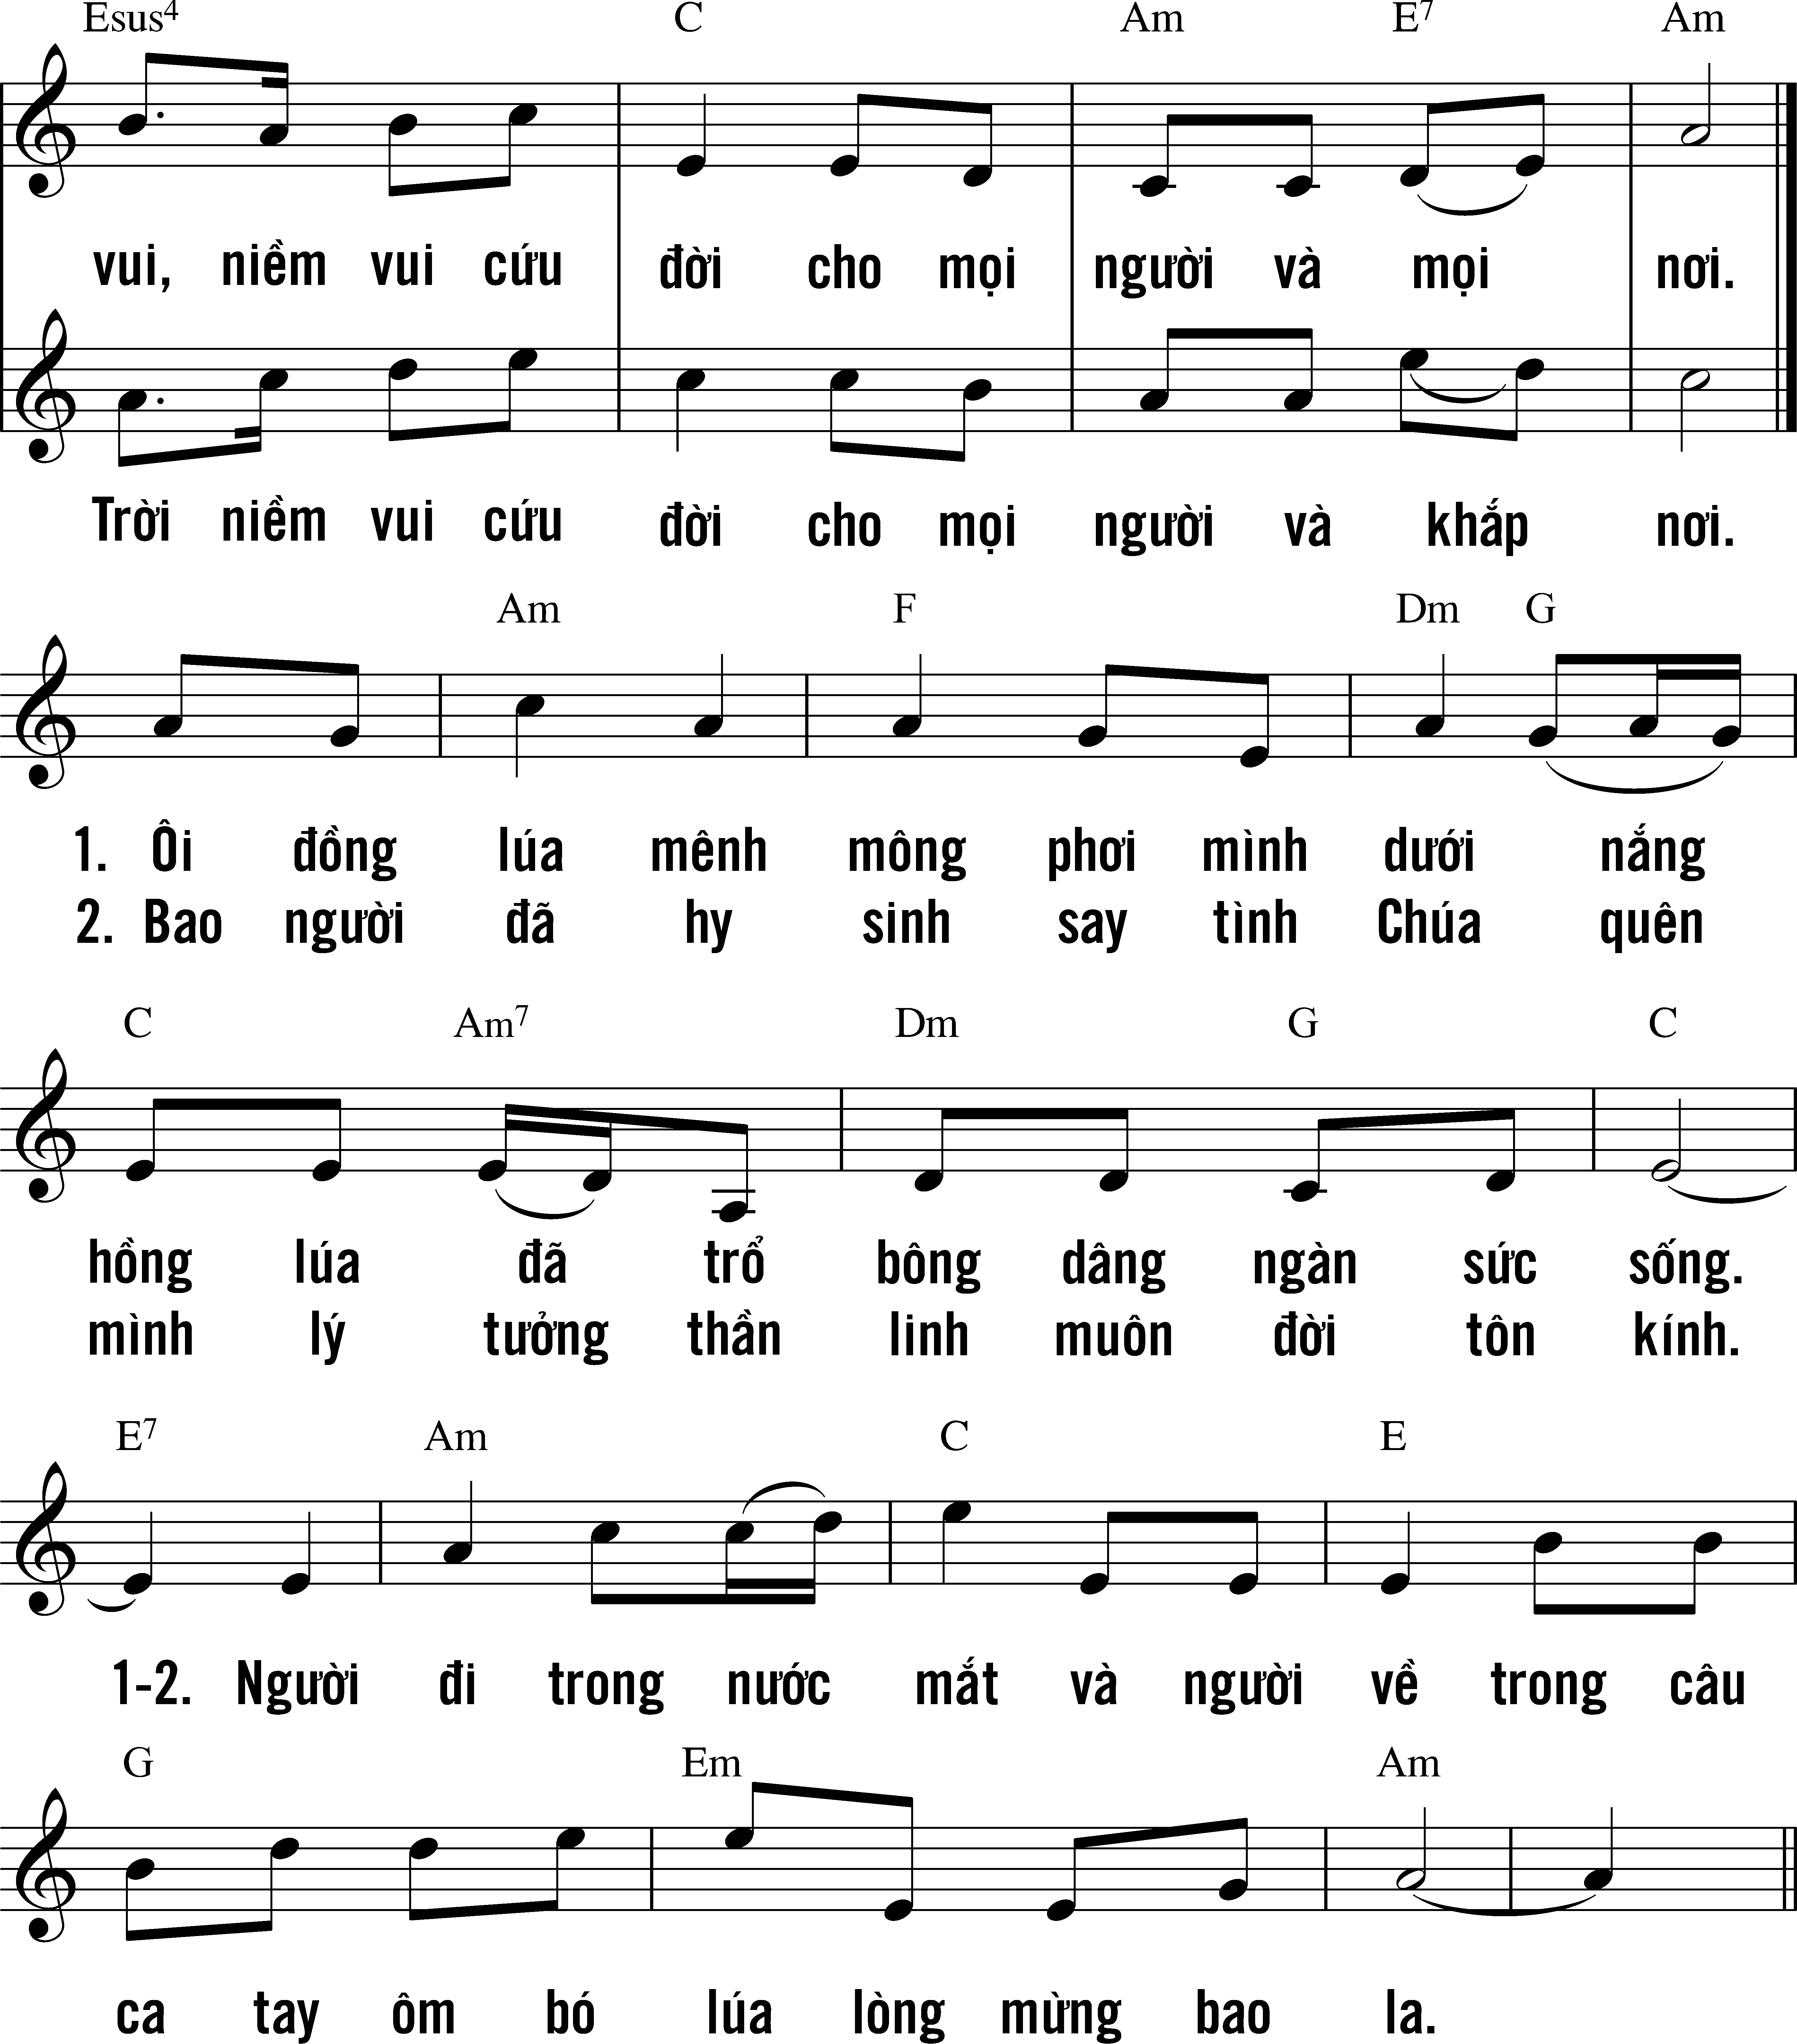 Esus4 C Am E7 Am
vui, niềm vui cứu đời cho mọi người và mọi nơi.
Trời niềm vui cứu đời cho mọi người và khắp nơi.
Am F Dm G
1. Ôi đồng lúa mênh mông phơi mình dưới nắng
2. Bao người đã hy sinh say tình Chúa quên
C Am7 Dm G C
hồng lúa đã trổ bông dâng ngàn sức sống.
mình lý tưởng thần linh muôn đời tôn kính.
E7 Am C E
1-2. Người đi trong nước mắt và người về trong câu
G Em Am
ca tay ôm bó lúa lòng mừng bao la.